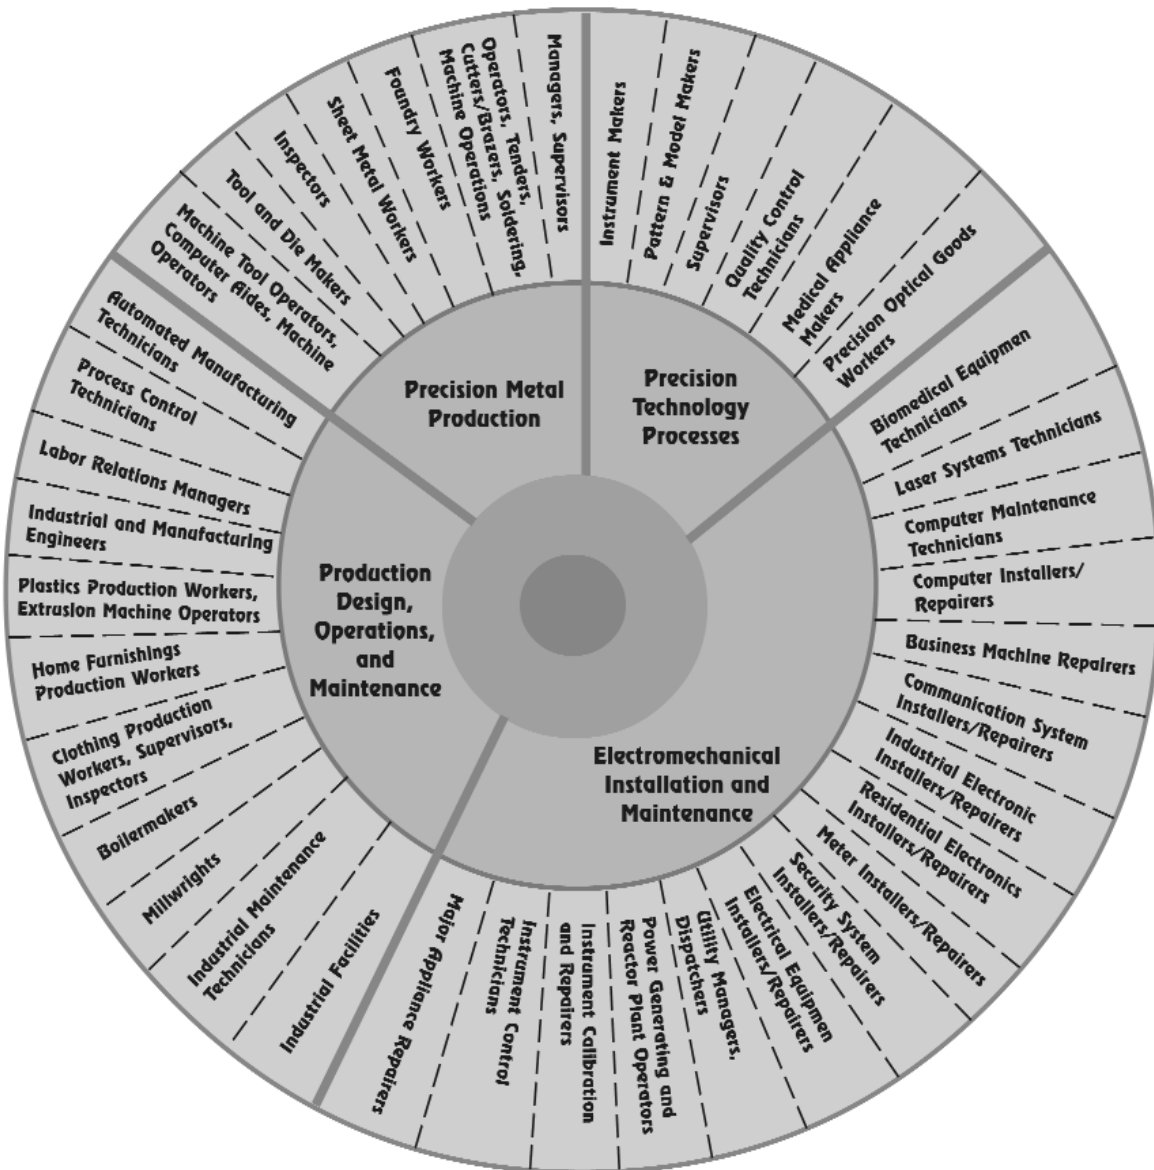 Precision Metal
Production
Precision
Technology
Processes
Production
Design,
Operations,
and
Maintenance
Electromechanical
Installation and
Maintenance
Instrument Makers
Pattern & Model Makers
Supervisors
Quality Control
Technicians
Medical Appliance
Makers
Precision Optical Goods
Workers
Biomedical Equipmen
Technicians
Laser Systems Technicians
Computer Maintenance
Technicians
Computer Installers/
Repairers
Business Machine Repairers
Communication System
Installers/Repairers
Industrial Electronic
Installers/Repairers
Residential Electronics
Installers/Repairers
Meter Installers/Repairers
Security System
Installers/Repairers
Electrical Equipmen
Installers/Repairers
Utility Managers,
Dispatchers
Power Generating and
Reactor Plant Operators
Instrument Calibration
and Repairers
Instrument Control
Technicians
Major Appliance Repairers
Industrial Facilities
Industrial Maintenance
Technicians
Millwrights
Boilermakers
Clothing Production
Workers, Supervisors,
Inspectors
Home Furnishings
Production Workers
Plastics Production Workers,
Extrusion Machine Operators
Industrial and Manufacturing
Engineers
Labor Relations Managers
Process Control
Technicians
Automated Manufacturing
Technicians
Machine Tool Operators,
Computer Aides, Machine
Operators
Tool and Die Makers
Inspectors
Sheet Metal Workers
Foundry Workers
Operators, Tenders,
Cutters/Brazers, Soldering,
Machine Operations
Managers, Supervisors